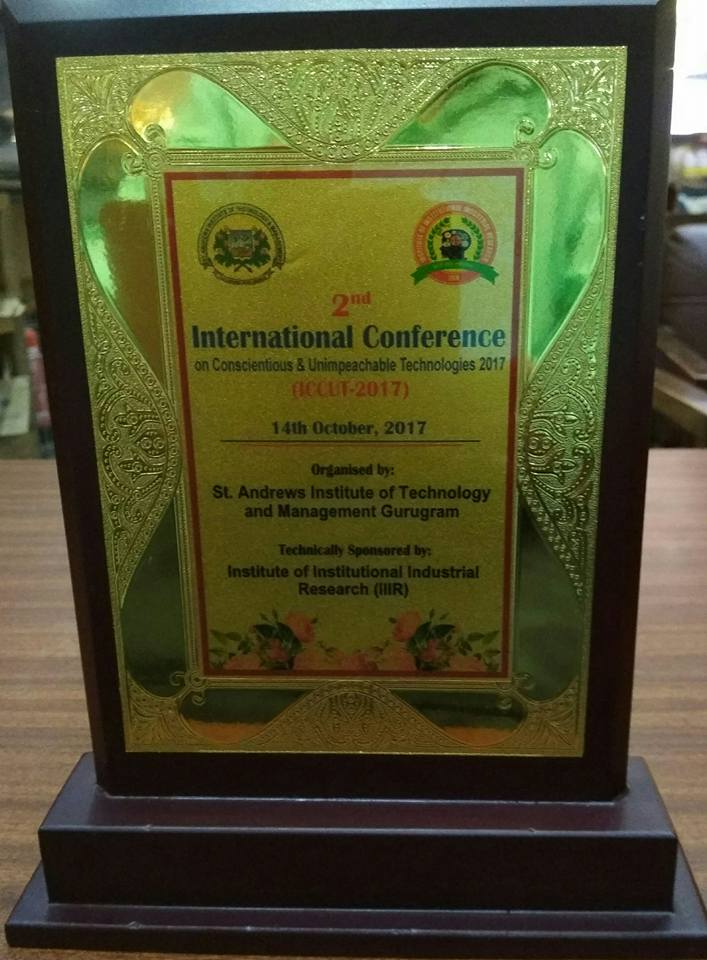 2nd
International Conference
on Conscientious & Unimpeachable Technologies 2017
(ICCUT-2017)
14th October, 2017
Organised by:
St. Andrews Institute of Technology
and Management Gurugram
Technically Sponsored by:
Institute of Institutional Industrial
Research (IIIR)